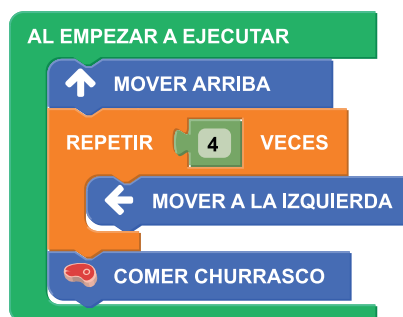 AL EMPEZAR A EJECUTAR
MOVER ARRIBA
REPETIR 4 VECES
MOVER A LA IZQUIERDA
COMER CHURRASCO